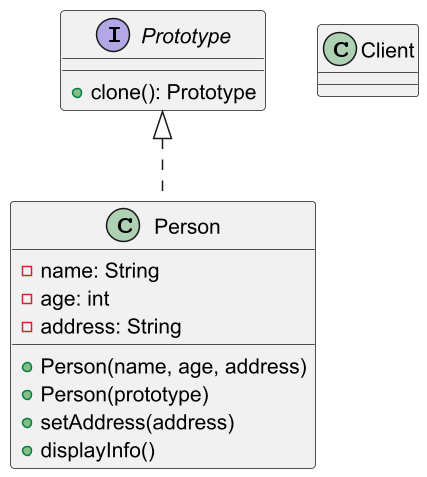 I Prototype
+ clone(): Prototype
C Client
C Person
name: String
age: int
address: String
Person(name, age, address)
Person(prototype)
setAddress(address)
displayInfo()